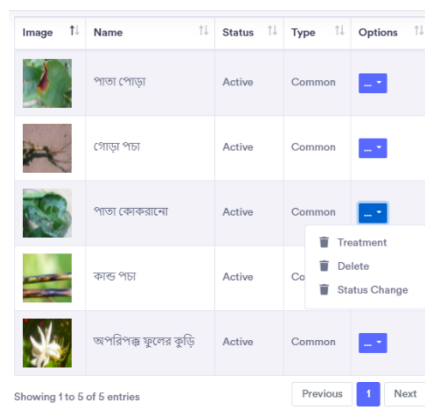 Image Name Status Type Options
পাতা পোড়া Active Common ...
গোড়া পচা Active Common ...
পাতা কোকরানো Active Common ...
Treatment
Delete
কান্ড পচা Active Co
Status Change
অপরিপক্ক ফুলের কুড়ি Active Common ...
Showing 1 to 5 of 5 entries Previous 1 Next